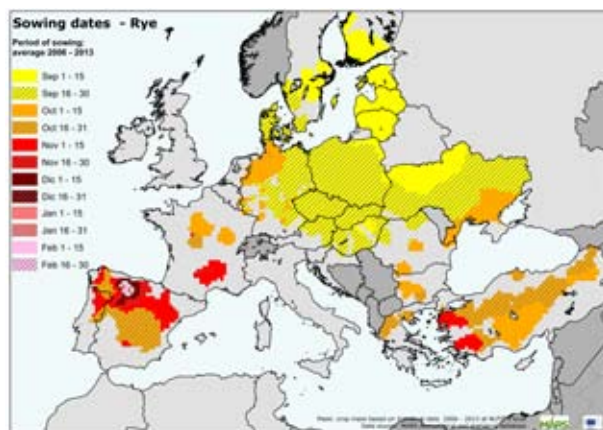 Sowing dates - Rye
Period of sowing:
average 2006 - 2013
Sep 1 - 15
Sep 16 - 30
Oct 1 - 15
Oct 16 - 31
Nov 1 - 15
Nov 16 - 30
Dic 1 - 15
Dic 16 - 31
Jan 1 - 15
Jan 16 - 31
Feb 1 - 15
Feb 16 - 30